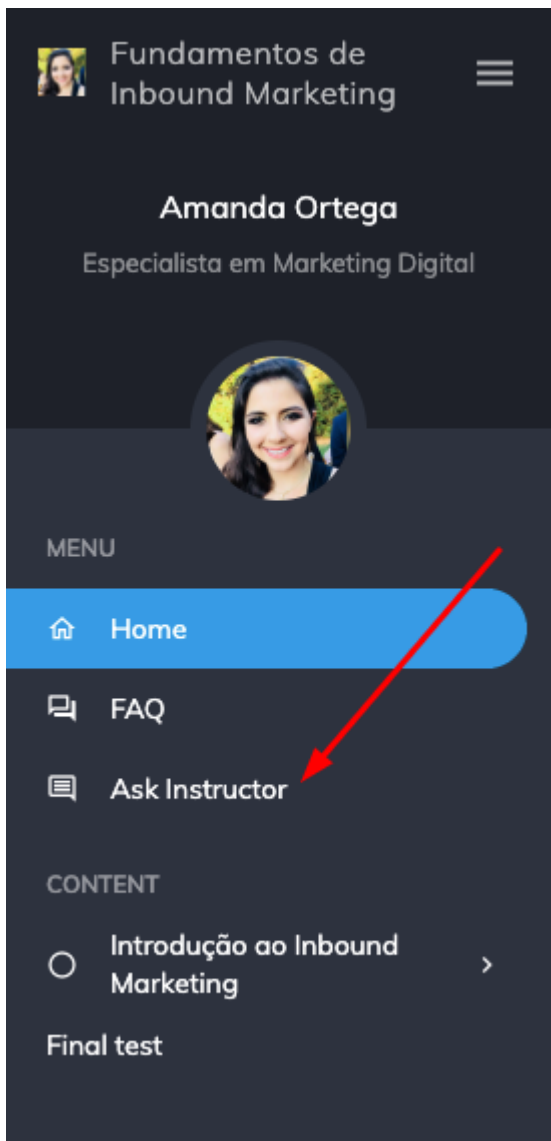 Fundamentos de
Inbound Marketing
Amanda Ortega
Especialista em Marketing Digital
MENU
Home
FAQ
Ask Instructor
CONTENT
Introdução ao Inbound
Marketing
Final test